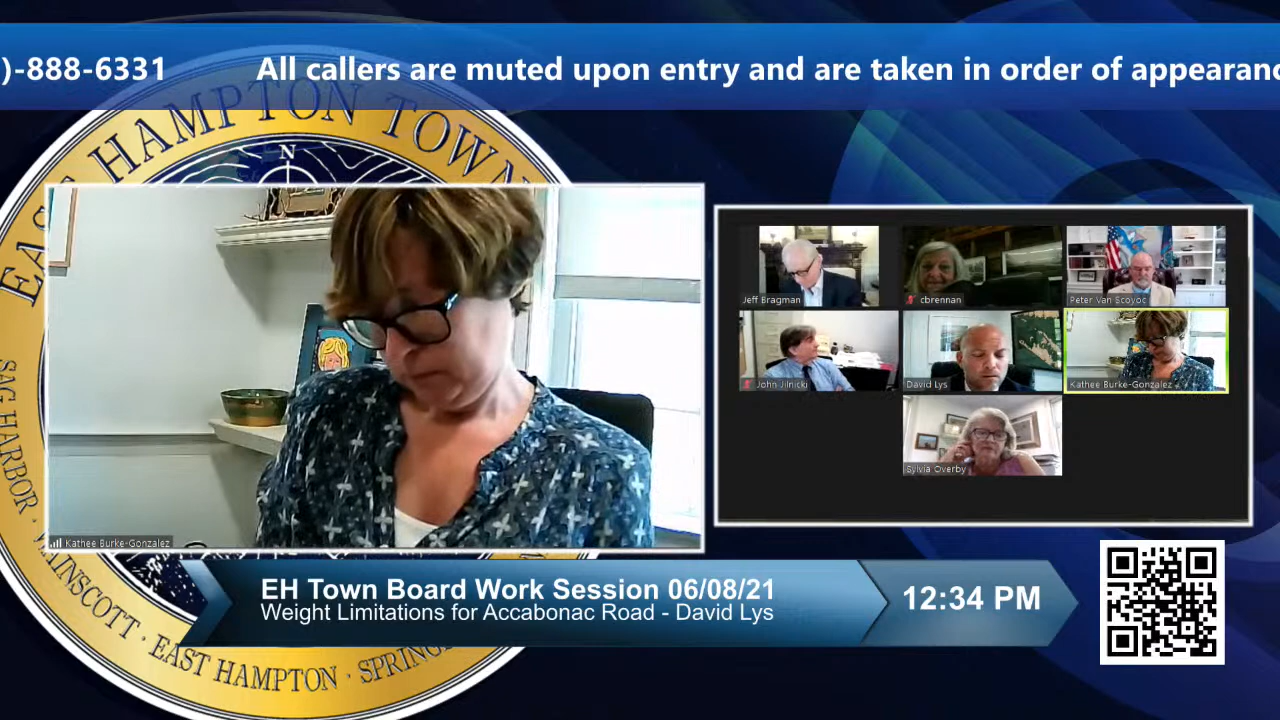 )-888-6331 All callers are muted upon entry and are taken in order of appearanc
EAST HAMPTON TOWN
N
Jeff Bragman
cbrennan
Peter Van Scoyoc
John Jilnicki
David Lys
Kathee Burke-Gonzalez
Sylvia Overby
Kathee Burke-Gonzalez
SAG HARBOR · WAINSCOTT · EAST HAMPTON · SPRING
EH Town Board Work Session 06/08/21
Weight Limitations for Accabonac Road - David Lys
12:34 PM